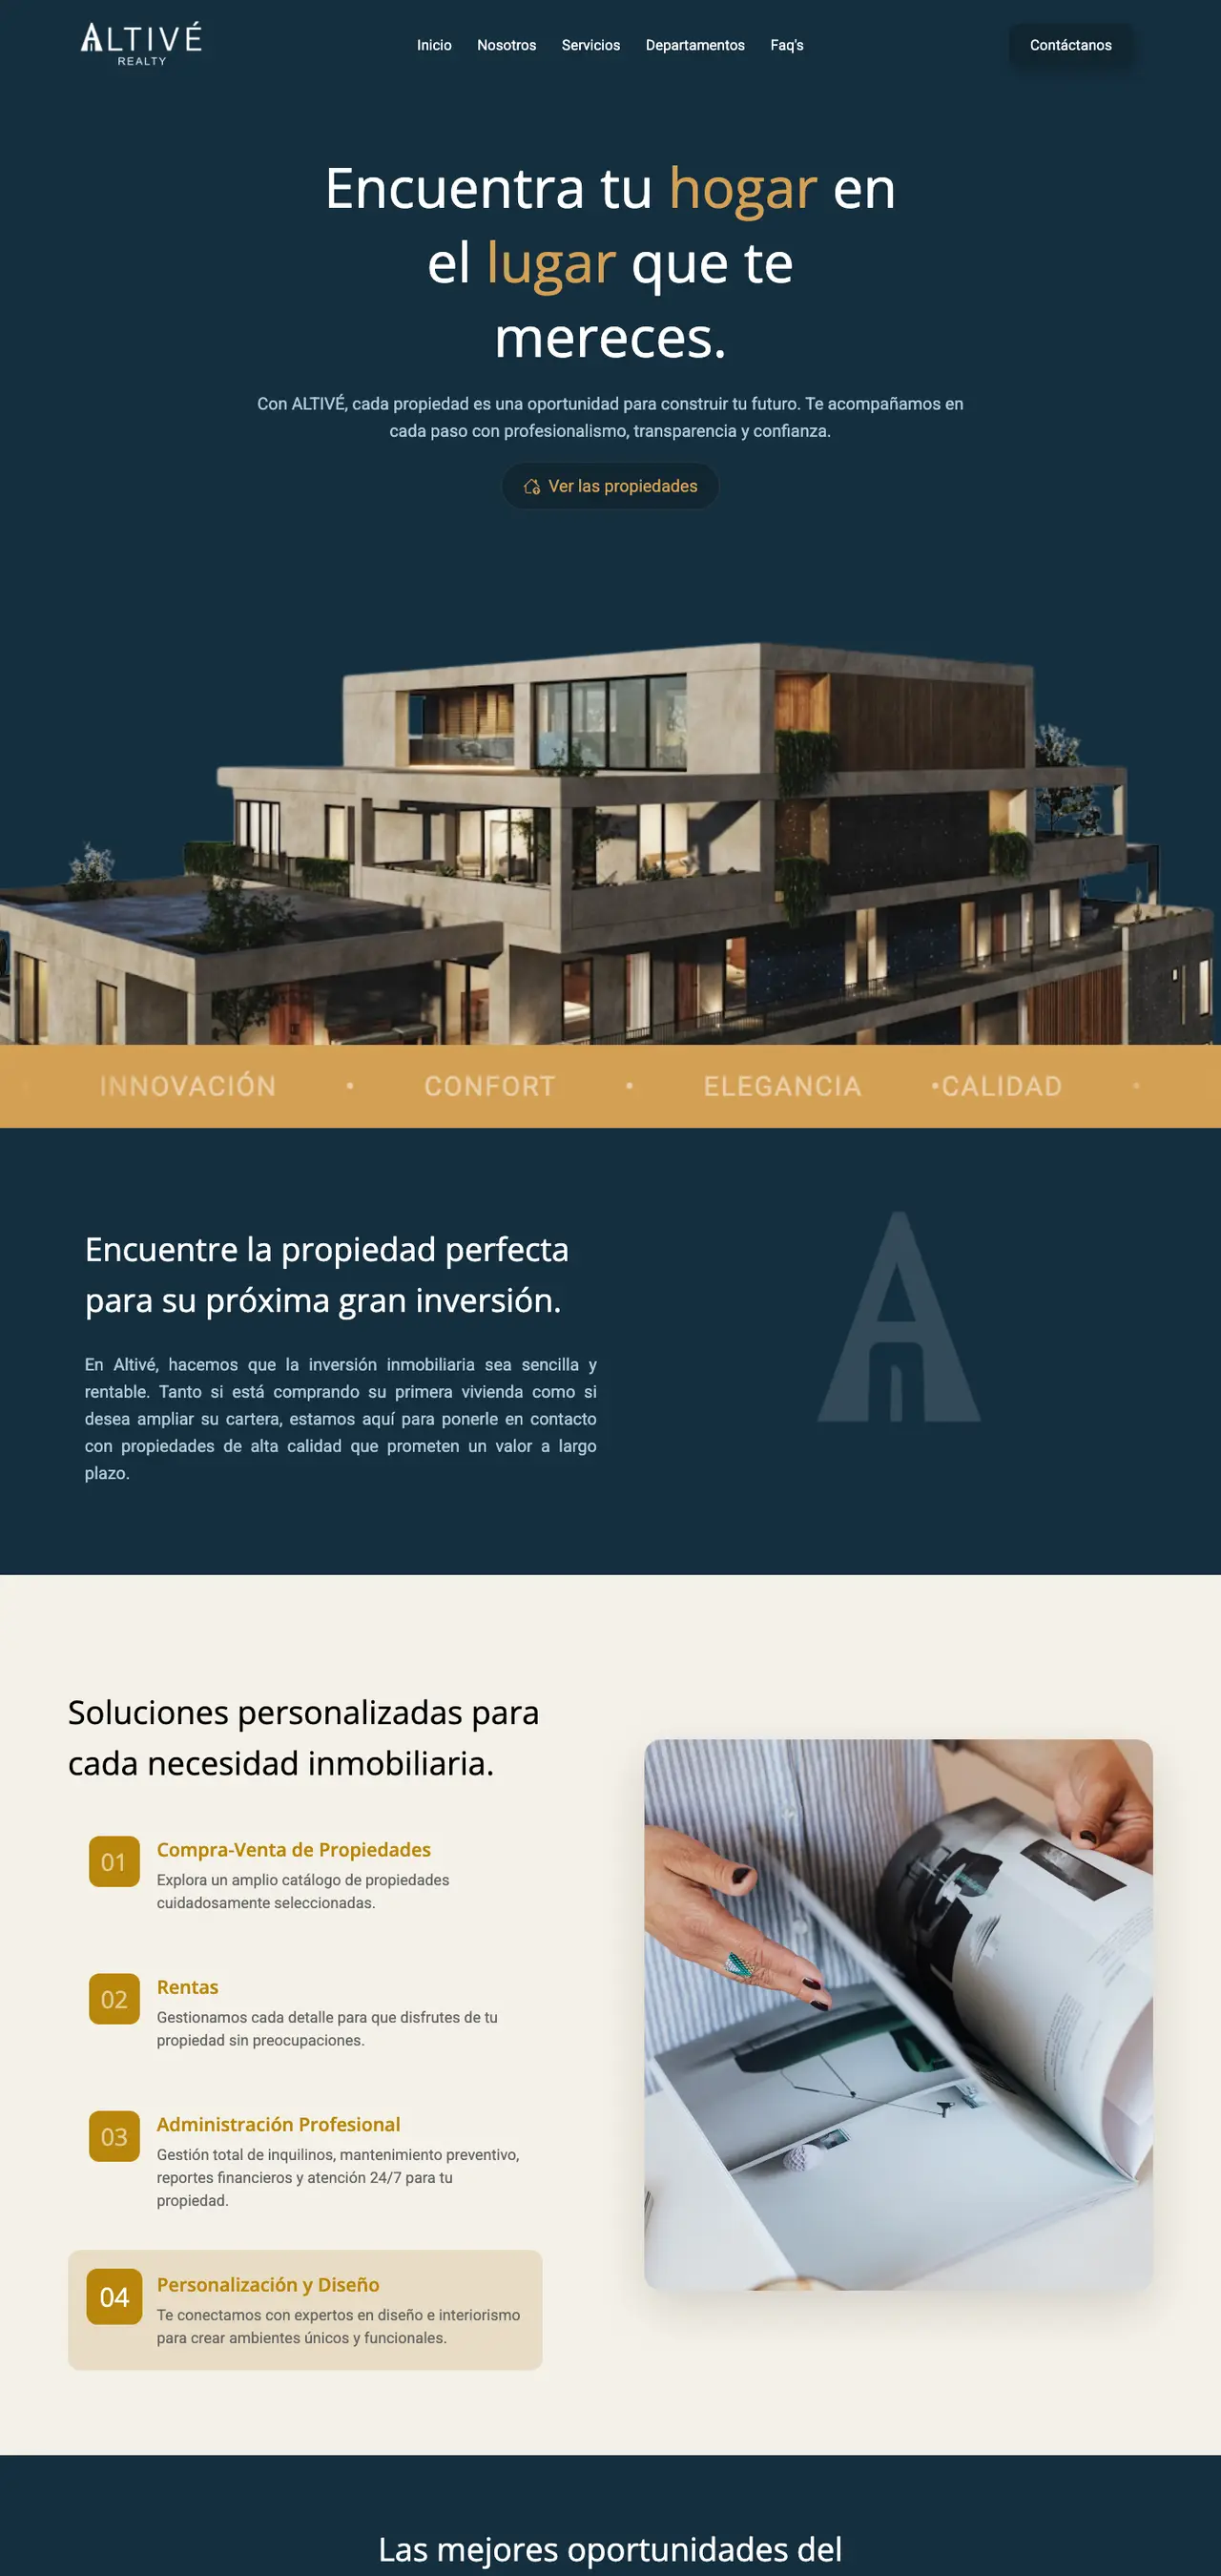 ALTIVÉ
REALTY
Inicio
Nosotros
Servicios
Departamentos
Faq's
Contáctanos
Encuentra tu hogar en
el lugar que te
mereces.
Con ALTIVÉ, cada propiedad es una oportunidad para construir tu futuro. Te acompañamos en
cada paso con profesionalismo, transparencia y confianza.
Ver las propiedades
INNOVACIÓN • CONFORT • ELEGANCIA •CALIDAD •
Encuentre la propiedad perfecta
para su próxima gran inversión.
En Altivé, hacemos que la inversión inmobiliaria sea sencilla y
rentable. Tanto si está comprando su primera vivienda como si
desea ampliar su cartera, estamos aquí para ponerle en contacto
con propiedades de alta calidad que prometen un valor a largo
plazo.
Soluciones personalizadas para
cada necesidad inmobiliaria.
01
Compra-Venta de Propiedades
Explora un amplio catálogo de propiedades
cuidadosamente seleccionadas.
02
Rentas
Gestionamos cada detalle para que disfrutes de tu
propiedad sin preocupaciones.
03
Administración Profesional
Gestión total de inquilinos, mantenimiento preventivo,
reportes financieros y atención 24/7 para tu
propiedad.
04
Personalización y Diseño
Te conectamos con expertos en diseño e interiorismo
para crear ambientes únicos y funcionales.
Las mejores oportunidades del